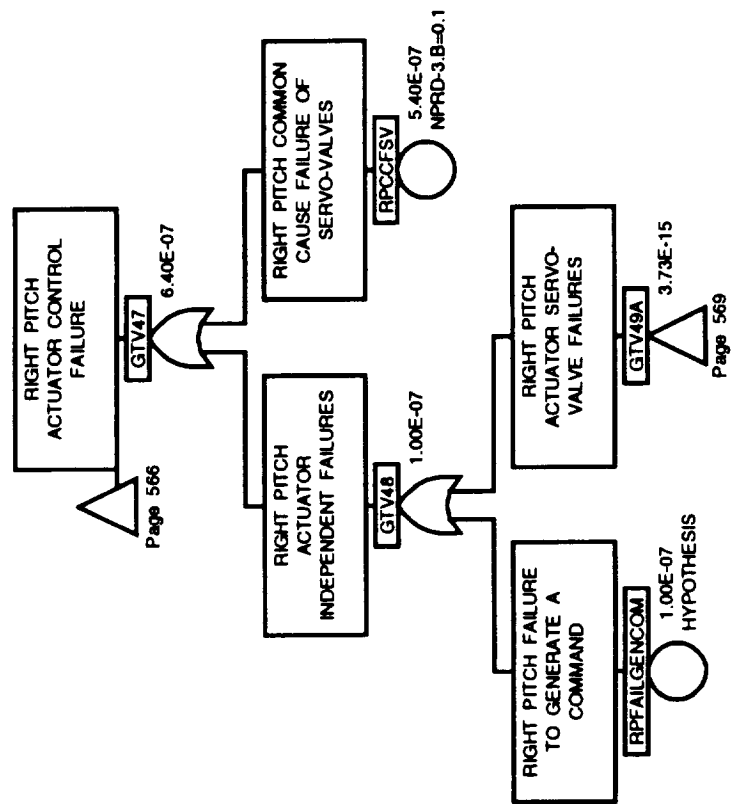 RIGHT PITCH
ACTUATOR CONTROL
FAILURE
Page 566
GTV47
6.40E-07
RIGHT PITCH
ACTUATOR
INDEPENDENT FAILURES
GTV48
1.00E-07
RIGHT PITCH COMMON
CAUSE FAILURE OF
SERVO-VALVES
RPCCFSV
5.40E-07
NPRD-3.B=0.1
RIGHT PITCH FAILURE
TO GENERATE A
COMMAND
RPFAILGENCOM
1.00E-07
HYPOTHESIS
RIGHT PITCH
ACTUATOR SERVO-
VALVE FAILURES
GTV49A
3.73E-15
Page 569